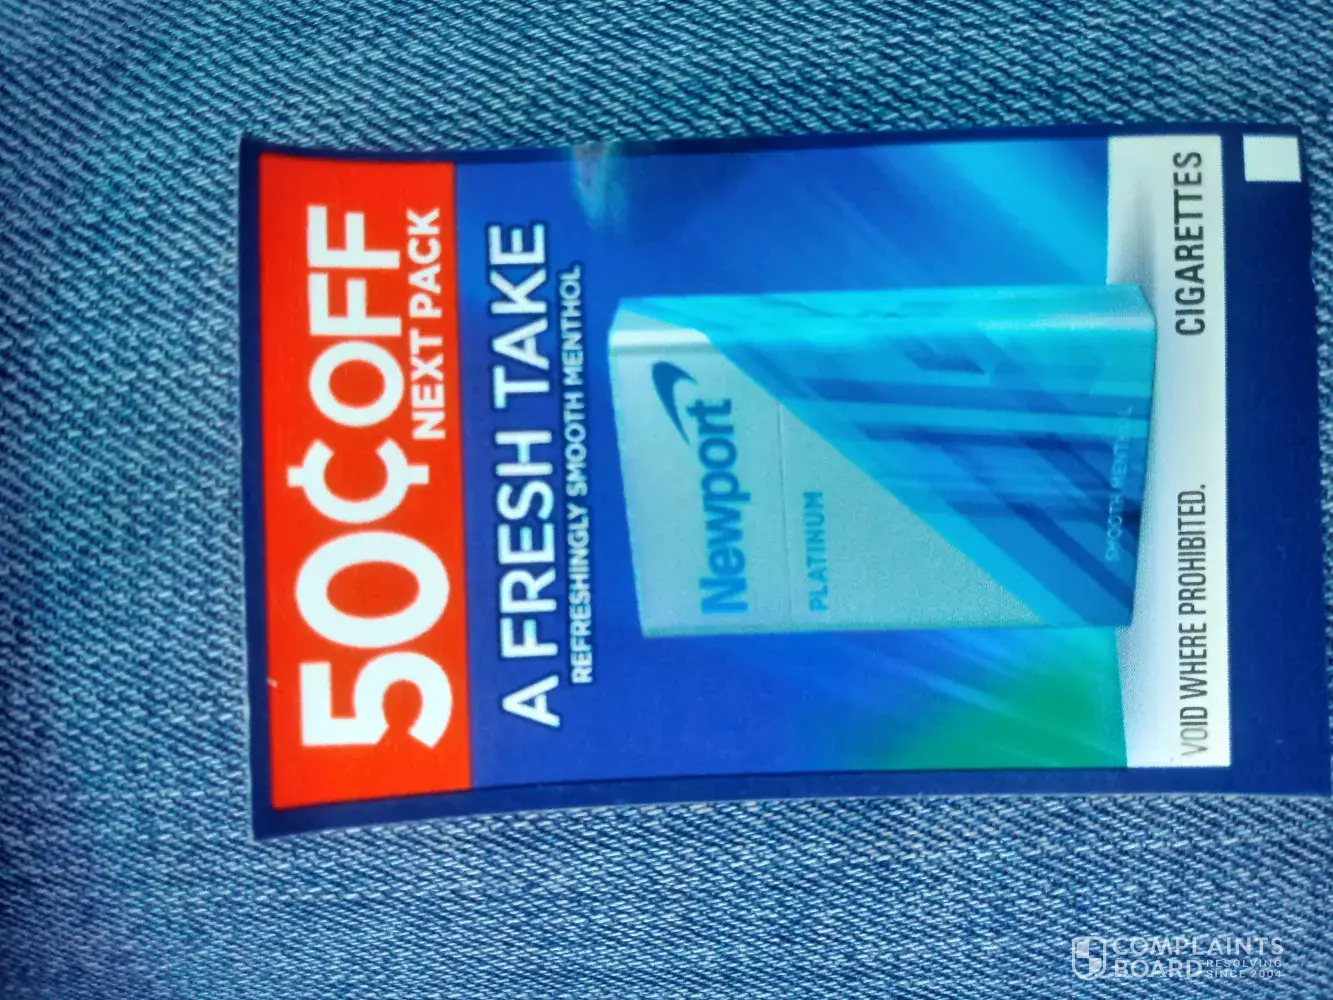 50¢ OFF
NEXT PACK
A FRESH TAKE
REFRESHINGLY SMOOTH MENTHOL
Newport
PLATINUM
SMOOTH MENTHOL
VOID WHERE PROHIBITED. CIGARETTES
COMPLAINTS
BOARD RESOLVING
SINCE 2004